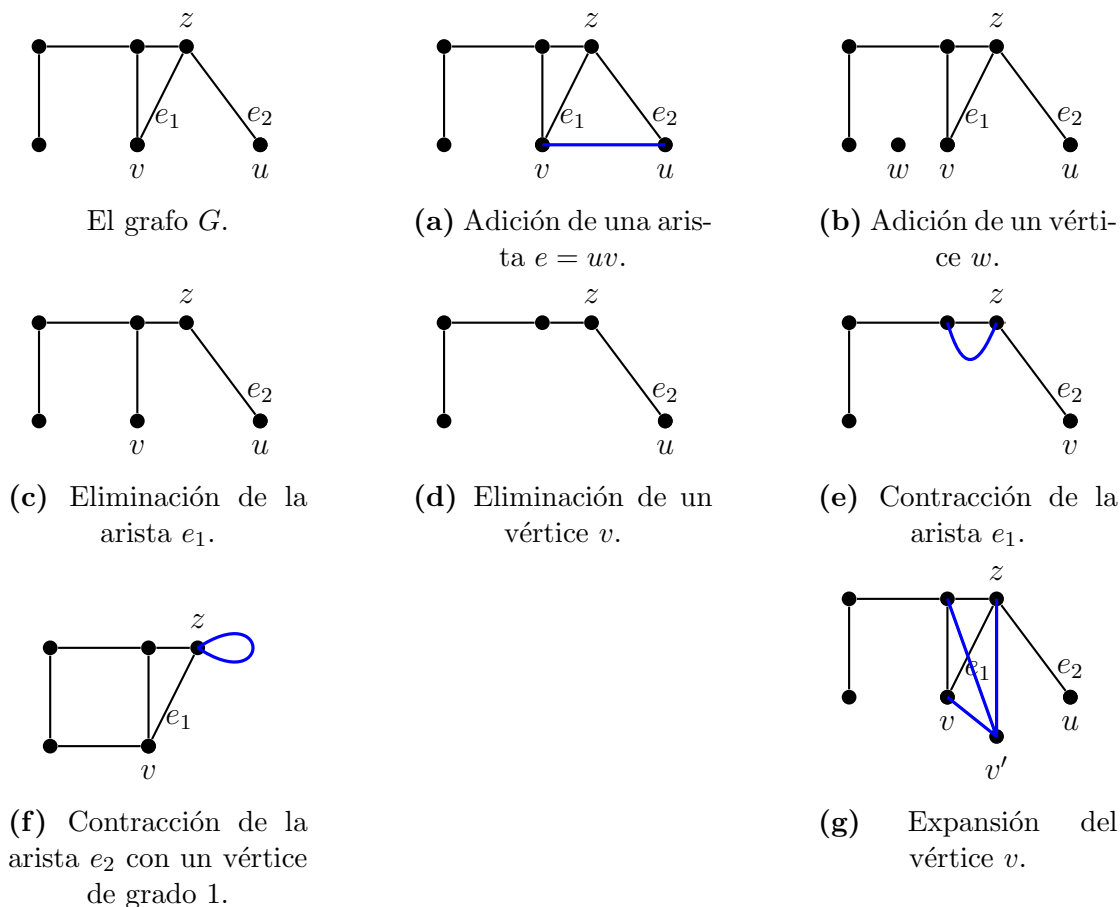 z
e₁
e₂
v
u
El grafo G.
z
e₁
e₂
v
u
(a) Adición de una aris-
ta e = uv.
z
e₁
e₂
w
v
u
(b) Adición de un vérti-
ce w.
z
e₂
v
u
(c) Eliminación de la
arista e₁.
z
e₂
u
(d) Eliminación de un
vértice v.
z
e₂
v
(e) Contracción de la
arista e₁.
z
e₁
v
(f) Contracción de la
arista e₂ con un vértice
de grado 1.
z
e₁
e₂
v
u
v′
(g) Expansión del
vértice v.